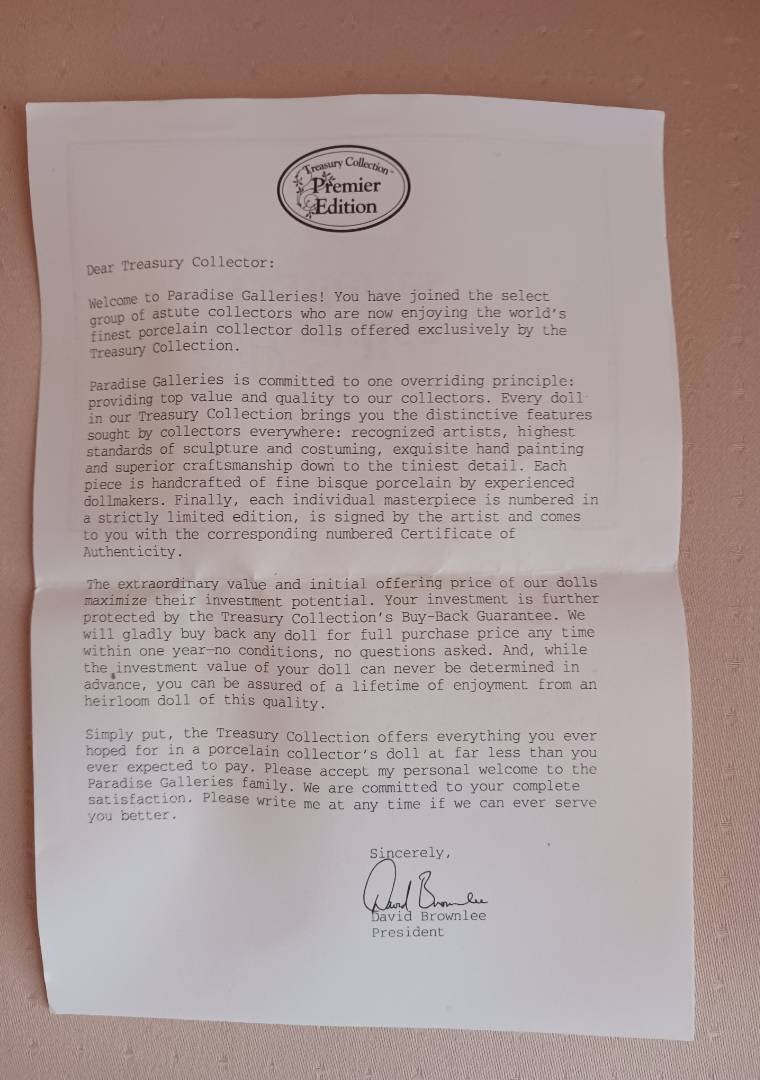 Treasury Collection™
Premier
Edition
Dear Treasury Collector:
Welcome to Paradise Galleries! You have joined the select
group of astute collectors who are now enjoying the world's
finest porcelain collector dolls offered exclusively by the
Treasury Collection.
Paradise Galleries is committed to one overriding principle:
providing top value and quality to our collectors. Every doll
in our Treasury Collection brings you the distinctive features
sought by collectors everywhere: recognized artists, highest
standards of sculpture and costuming, exquisite hand painting
and superior craftsmanship down to the tiniest detail. Each
piece is handcrafted of fine bisque porcelain by experienced
dollmakers. Finally, each individual masterpiece is numbered in
a strictly limited edition, is signed by the artist and comes
to you with the corresponding numbered Certificate of
Authenticity.
The extraordinary value and initial offering price of our dolls
maximize their investment potential. Your investment is further
protected by the Treasury Collection's Buy-Back Guarantee. We
will gladly buy back any doll for full purchase price any time
within one year—no conditions, no questions asked. And, while
the investment value of your doll can never be determined in
advance, you can be assured of a lifetime of enjoyment from an
heirloom doll of this quality.
Simply put, the Treasury Collection offers everything you ever
hoped for in a porcelain collector's doll at far less than you
ever expected to pay. Please accept my personal welcome to the
Paradise Galleries family. We are committed to your complete
satisfaction. Please write me at any time if we can ever serve
you better.
Sincerely,
David Brownlee
David Brownlee
President